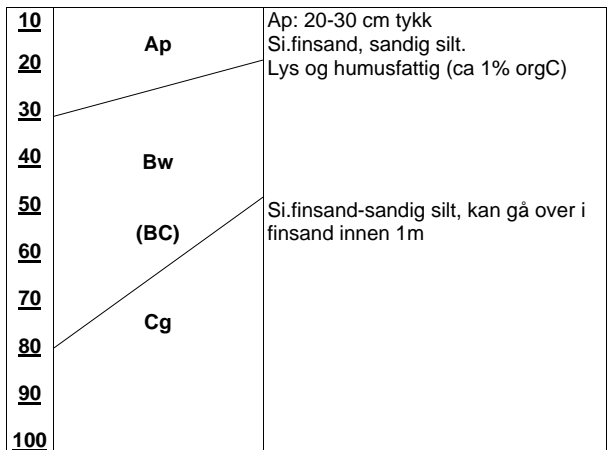 10
Ap
20
30
40
Bw
50
(BC)
60
70
Cg
80
90
100
Ap: 20-30 cm tykk
Si.finsand, sandig silt.
Lys og humusfattig (ca 1% orgC)
Si.finsand-sandig silt, kan gå over i
finsand innen 1m